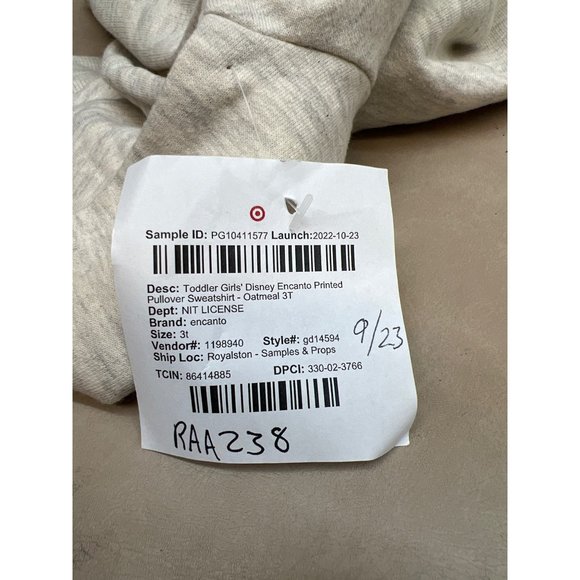 Sample ID: PG10411577 Launch:2022-10-23
Desc: Toddler Girls' Disney Encanto Printed
Pullover Sweatshirt - Oatmeal 3T
Dept: NIT LICENSE
Brand: encanto
Size: 3t
Vendor#: 1198940 Style#: gd14594
Ship Loc: Royalston - Samples & Props
9/23
TCIN: 86414885 DPCI: 330-02-3766
RAA238